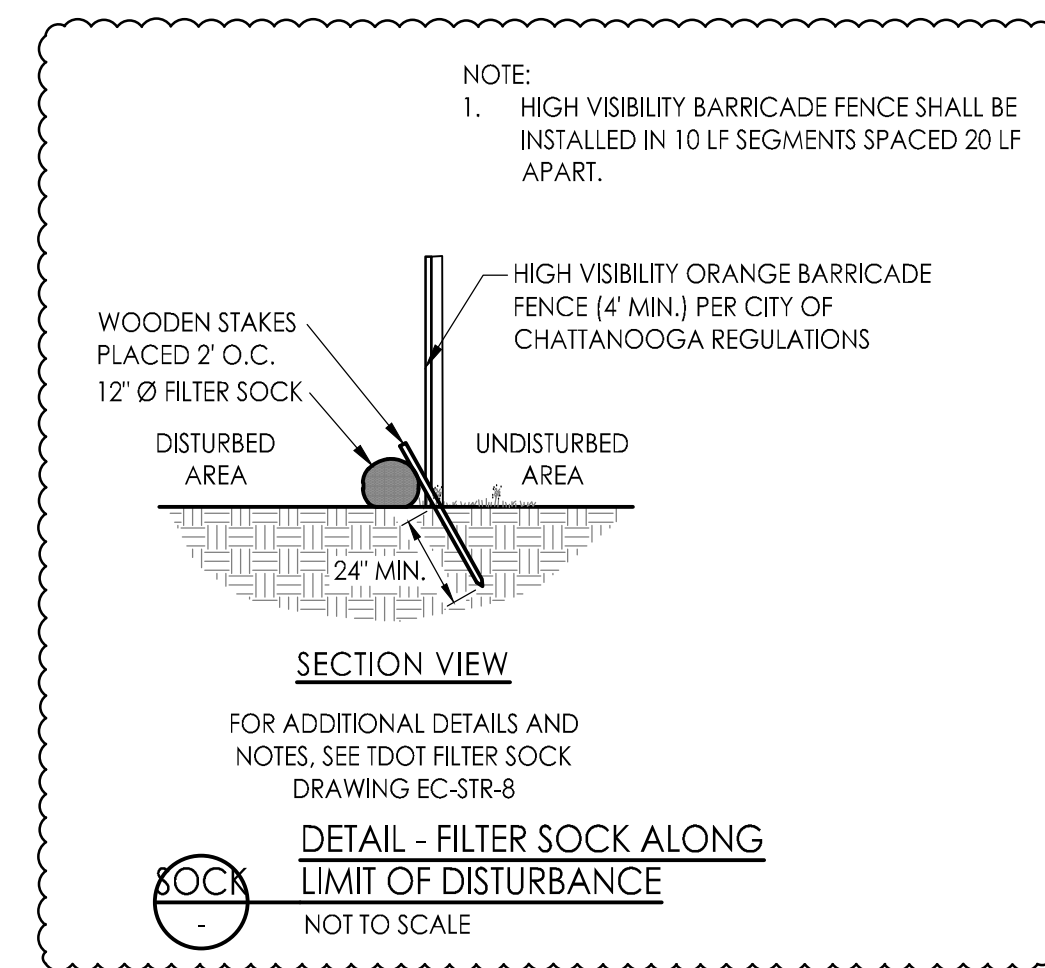 NOTE:
1. HIGH VISIBILITY BARRICADE FENCE SHALL BE
INSTALLED IN 10 LF SEGMENTS SPACED 20 LF
APART.
HIGH VISIBILITY ORANGE BARRICADE
FENCE (4' MIN.) PER CITY OF
CHATTANOOGA REGULATIONS
WOODEN STAKES
PLACED 2' O.C.
12" Ø FILTER SOCK
DISTURBED
AREA
UNDISTURBED
AREA
24" MIN.
SECTION VIEW
FOR ADDITIONAL DETAILS AND
NOTES, SEE TDOT FILTER SOCK
DRAWING EC-STR-8
DETAIL - FILTER SOCK ALONG
LIMIT OF DISTURBANCE
SOCK
-
NOT TO SCALE